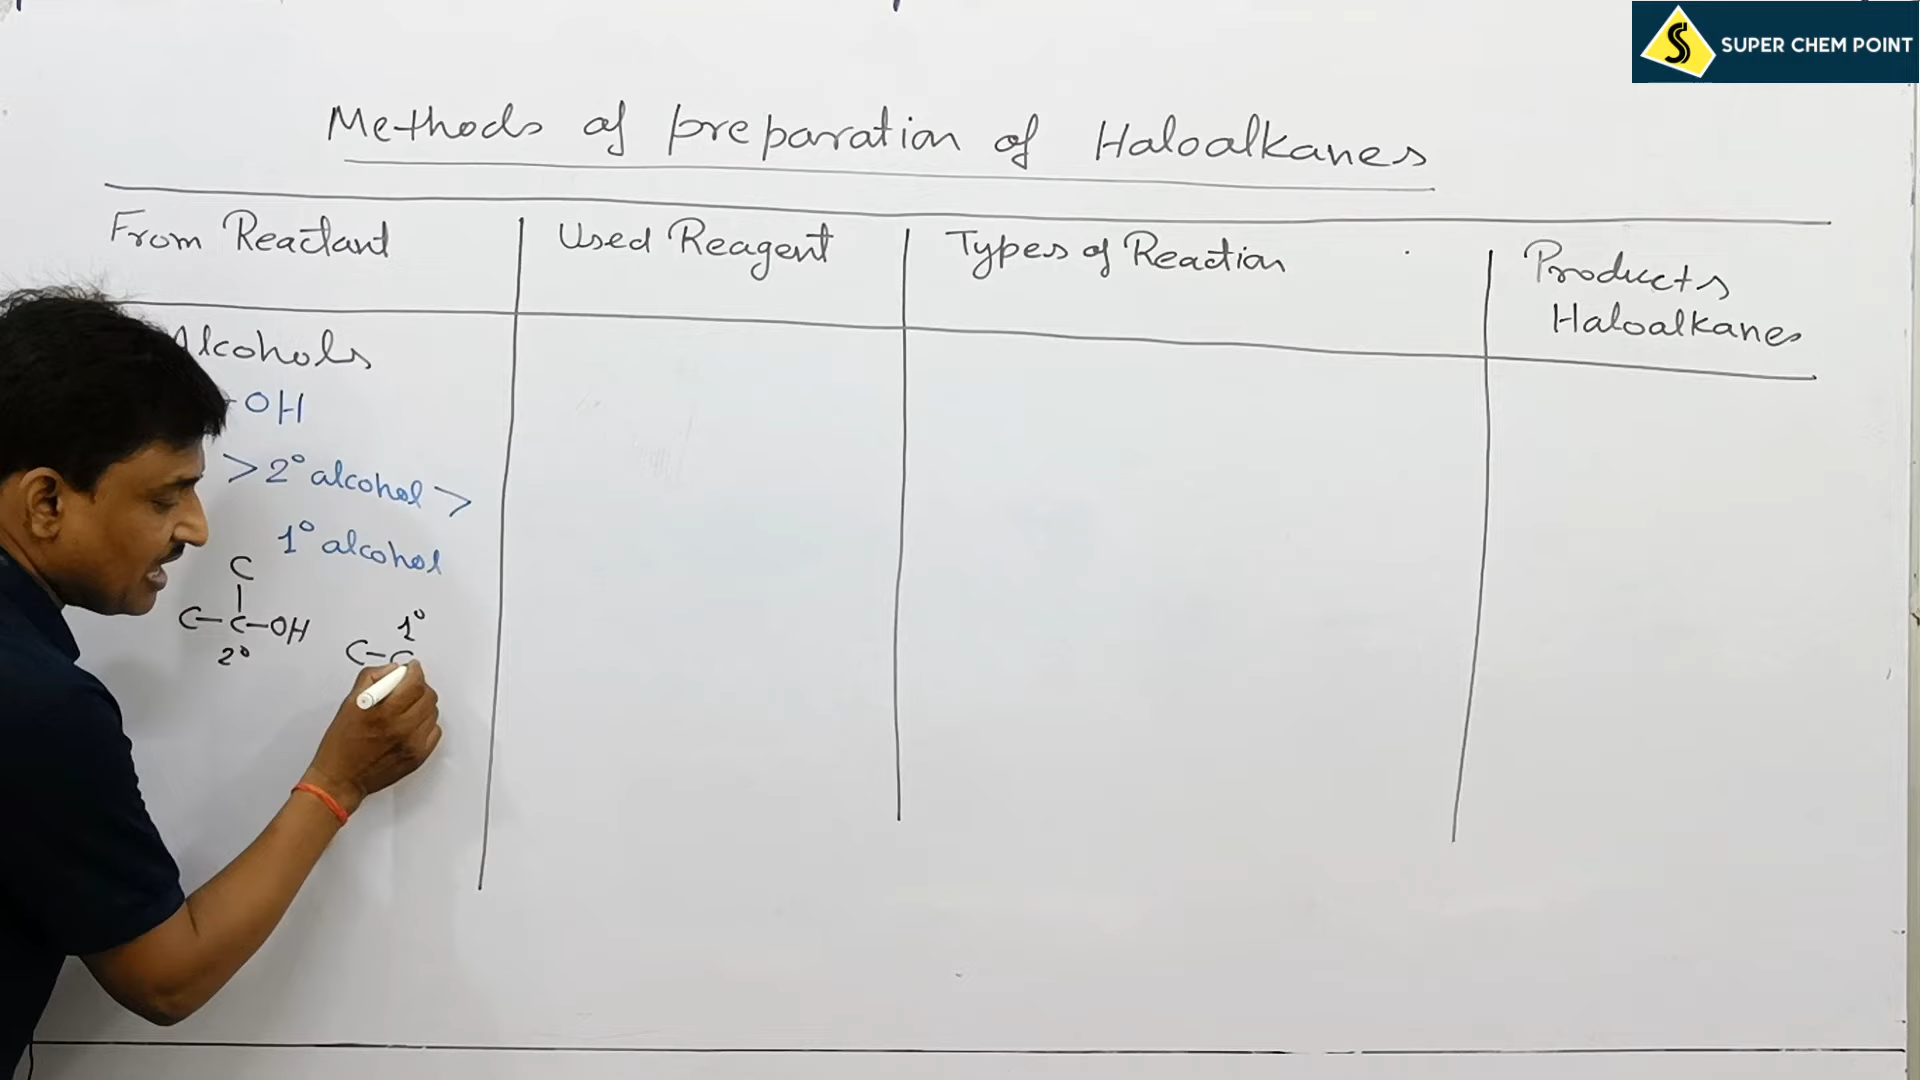 SUPER CHEM POINT
Methods of preparation of Haloalkanes
From Reactant
Used Reagent
Types of Reaction
Products
Haloalkanes
Alcohols
-OH
> 2° alcohol >
1° alcohol
C
C-C-OH
2°
1°
C-C